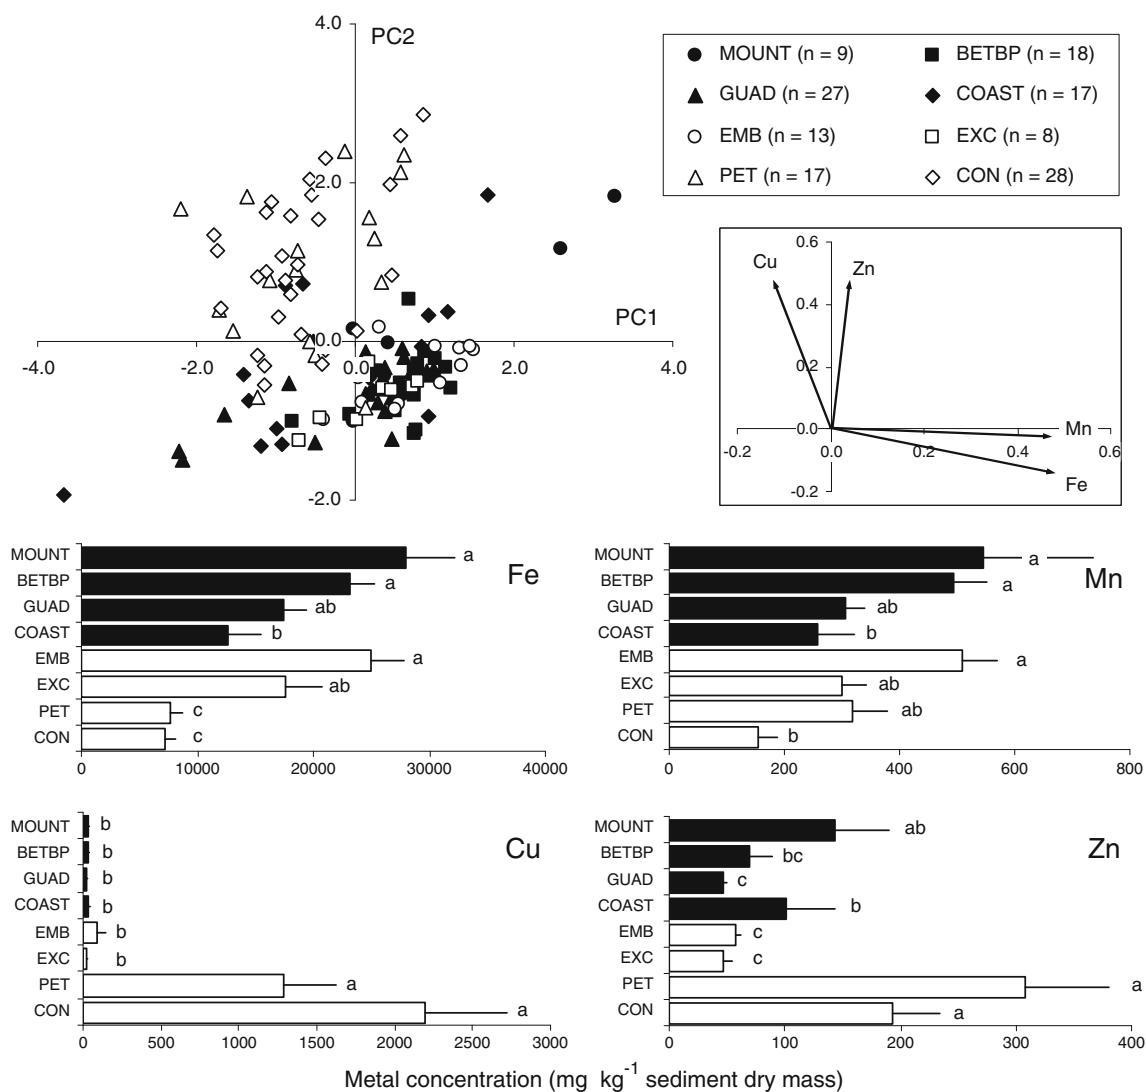 4.0
PC2
MOUNT (n = 9)
BETBP (n = 18)
GUAD (n = 27)
COAST (n = 17)
EMB (n = 13)
EXC (n = 8)
PET (n = 17)
CON (n = 28)
2.0
PC1
0.0
-4.0
-2.0
0.0
2.0
4.0
-2.0
0.6
Cu
Zn
0.4
0.2
0.0
Mn
-0.2
0.0
0.2
0.4
0.6
Fe
-0.2
MOUNT
a
BETBP
a
Fe
GUAD
ab
COAST
b
EMB
a
EXC
ab
PET
c
CON
c
0
10000
20000
30000
40000
MOUNT
a
BETBP
a
Mn
GUAD
ab
COAST
b
EMB
a
EXC
ab
PET
ab
CON
b
0
200
400
600
800
MOUNT
b
BETBP
b
Cu
GUAD
b
COAST
b
EMB
b
EXC
b
PET
a
CON
a
0
500
1000
1500
2000
2500
3000
MOUNT
ab
BETBP
bc
Zn
GUAD
c
COAST
b
EMB
c
EXC
c
PET
a
CON
a
0
100
200
300
400
Metal concentration (mg kg-1 sediment dry mass)